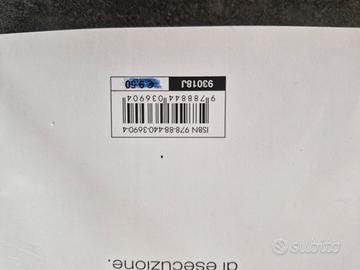 di esecuzione.
ISBN 978-88-440-3690-4
9 788844 036904
93018J € 9.50
subito